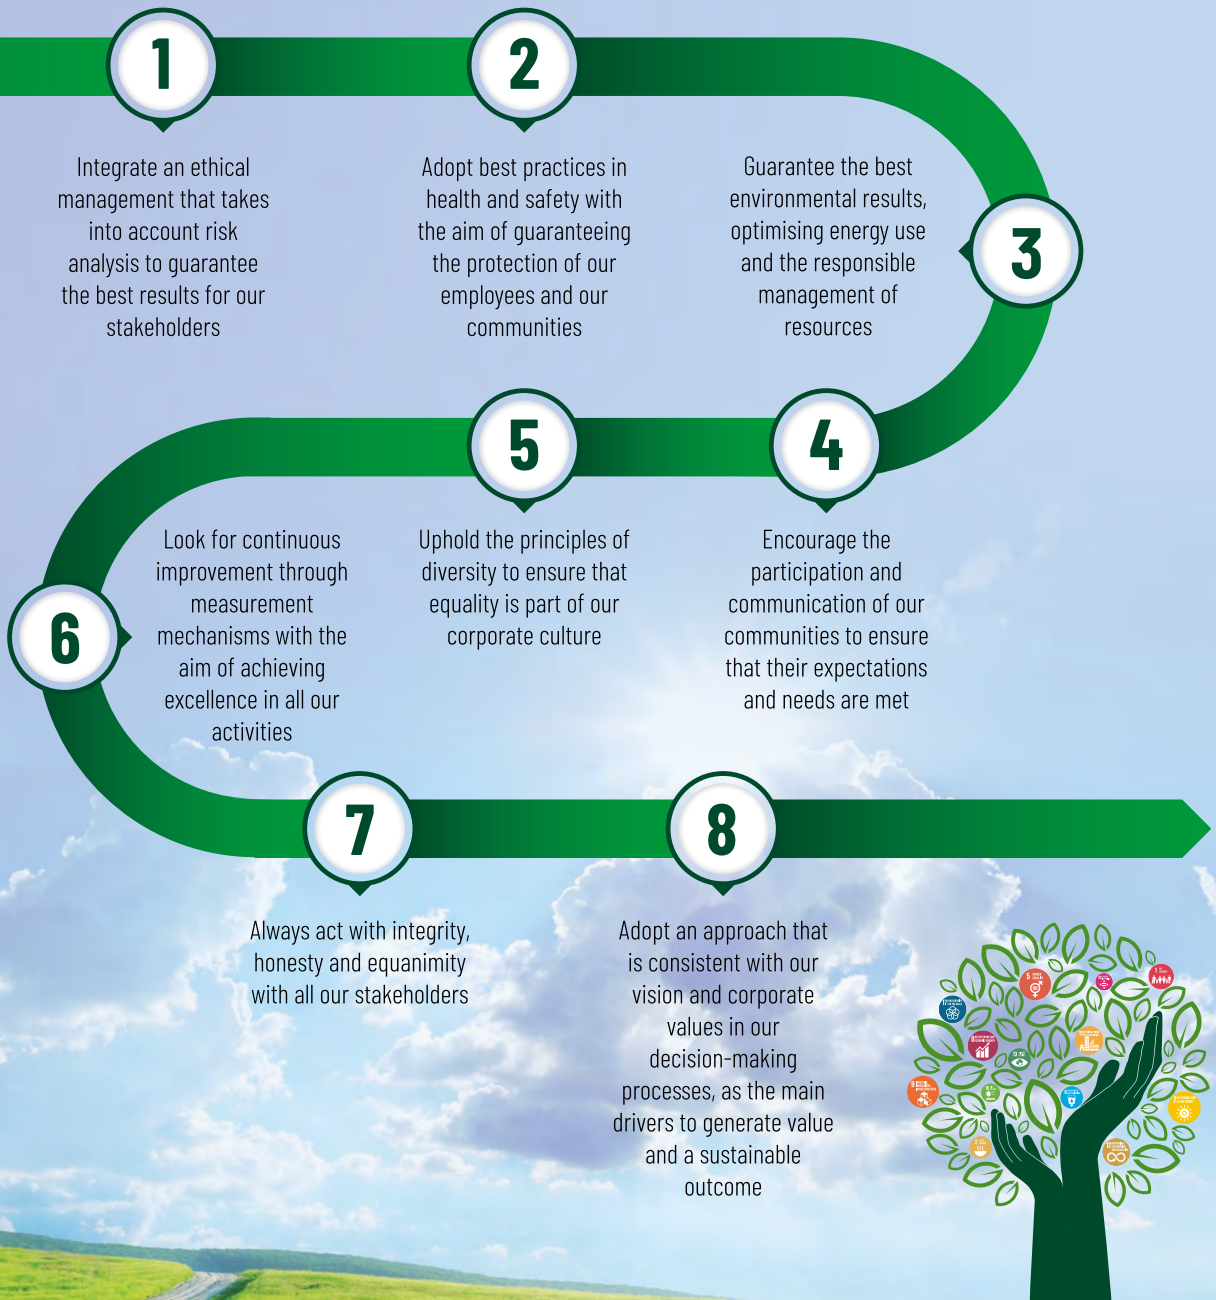 1
Integrate an ethical
management that takes
into account risk
analysis to guarantee
the best results for our
stakeholders
2
Adopt best practices in
health and safety with
the aim of guaranteeing
the protection of our
employees and our
communities
3
Guarantee the best
environmental results,
optimising energy use
and the responsible
management of
resources
4
Encourage the
participation and
communication of our
communities to ensure
that their expectations
and needs are met
5
Uphold the principles of
diversity to ensure that
equality is part of our
corporate culture
6
Look for continuous
improvement through
measurement
mechanisms with the
aim of achieving
excellence in all our
activities
7
Always act with integrity,
honesty and equanimity
with all our stakeholders
8
Adopt an approach that
is consistent with our
vision and corporate
values in our
decision-making
processes, as the main
drivers to generate value
and a sustainable
outcome